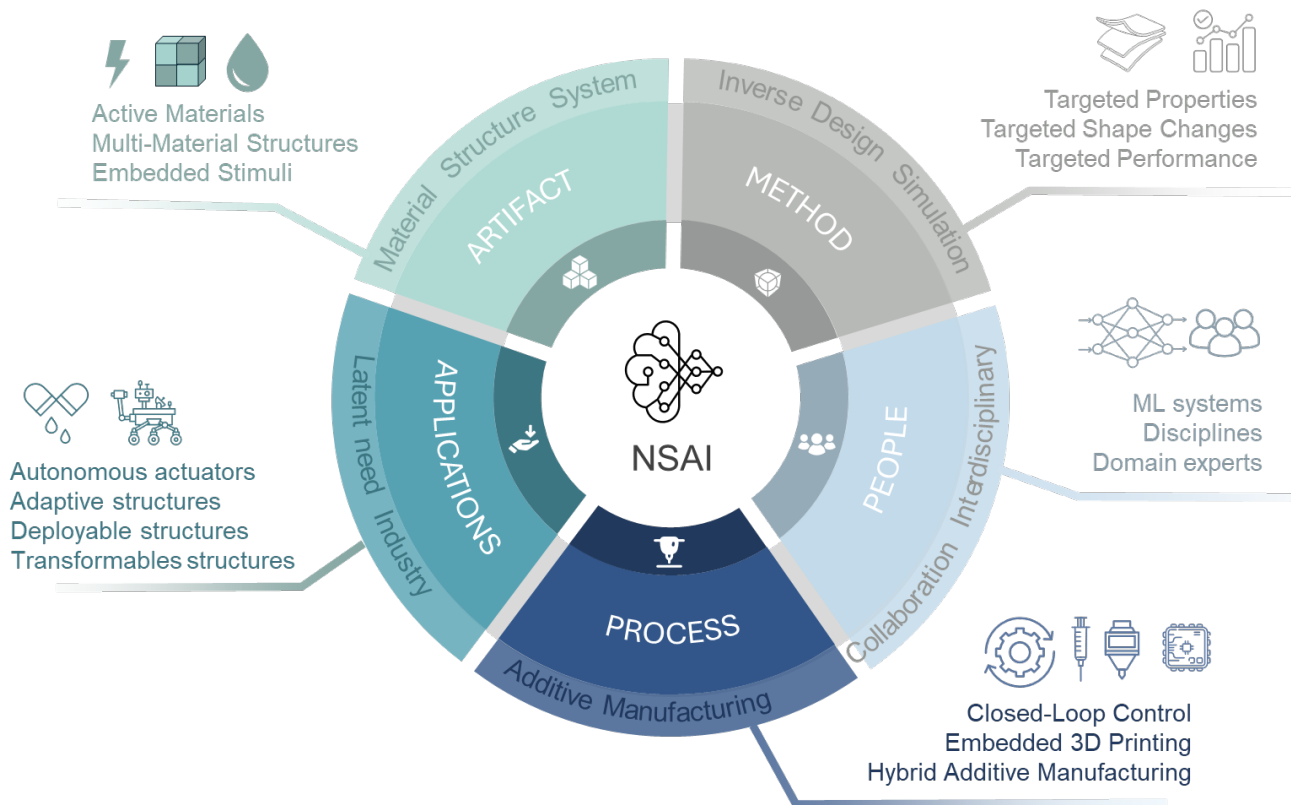 Active Materials
Multi-Material Structures
Embedded Stimuli
Material Structure System
ARTIFACT
Inverse Design Simulation
METHOD
Targeted Properties
Targeted Shape Changes
Targeted Performance
NSAI
Latent need Industry
APPLICATIONS
Autonomous actuators
Adaptive structures
Deployable structures
Transformables structures
PEOPLE
Collaboration Interdisciplinary
ML systems
Disciplines
Domain experts
PROCESS
Additive Manufacturing
Closed-Loop Control
Embedded 3D Printing
Hybrid Additive Manufacturing